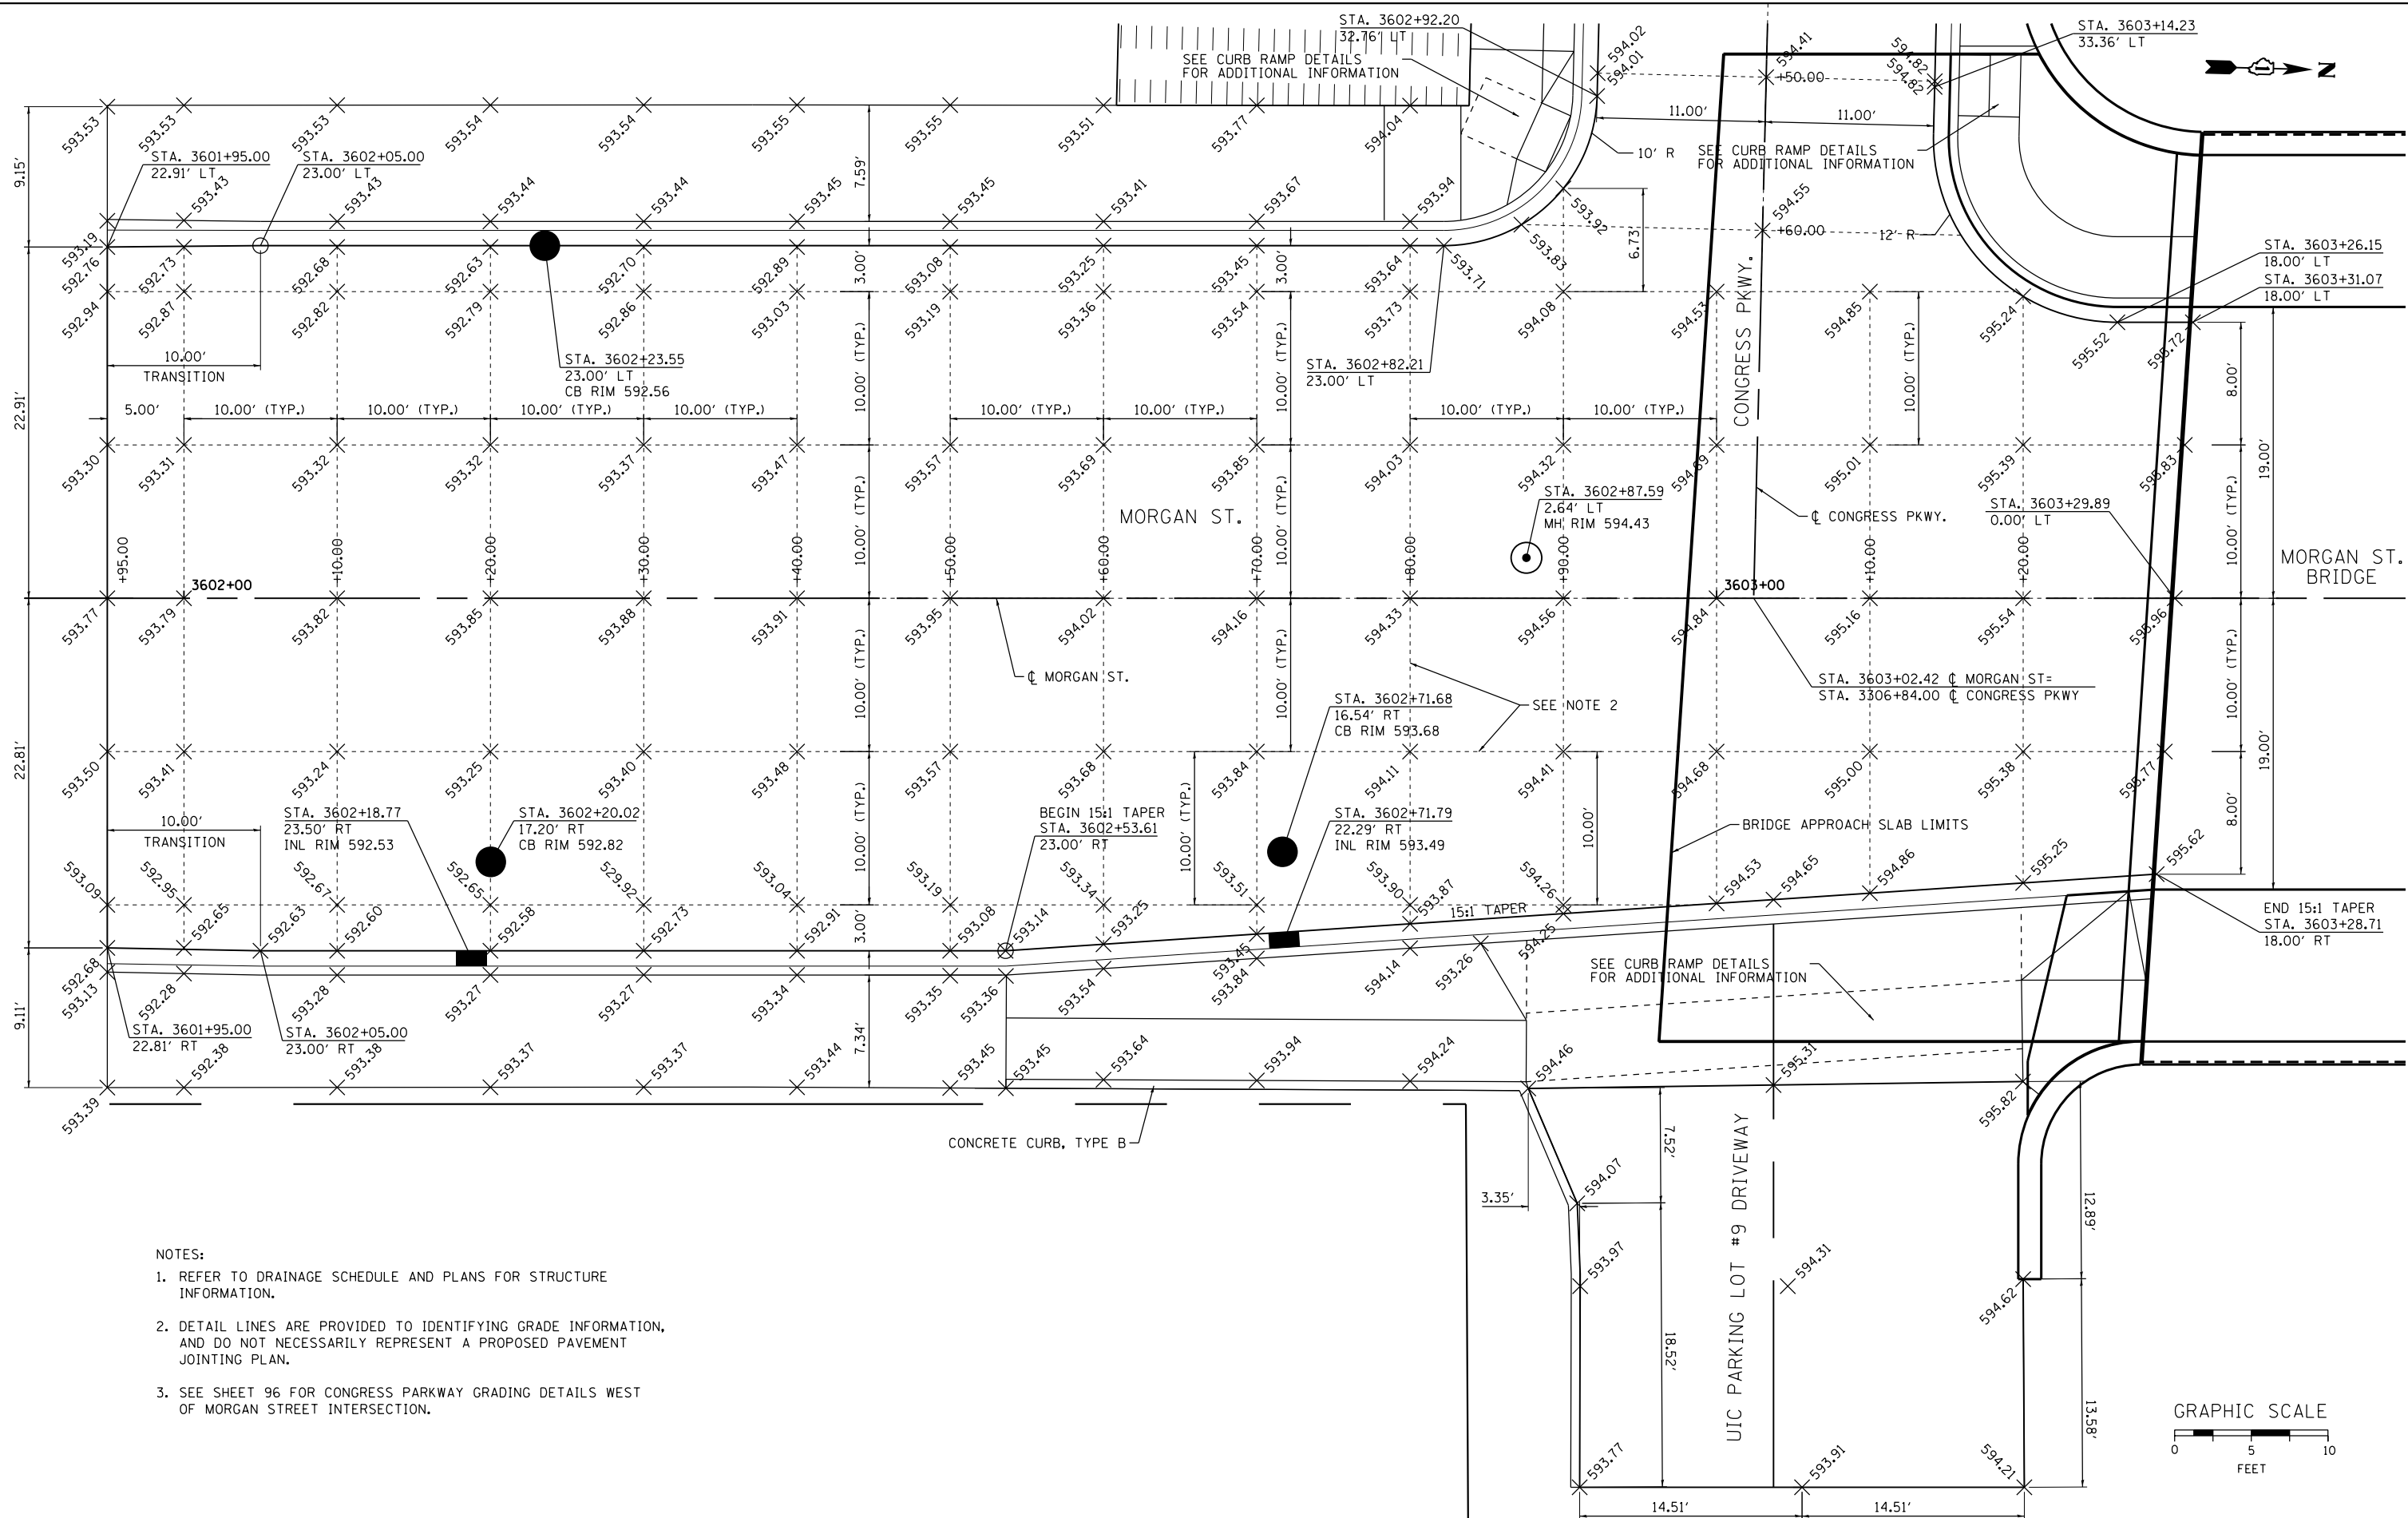 STA. 3602+92.20
32.76' LT
SEE CURB RAMP DETAILS
FOR ADDITIONAL INFORMATION
594.02
594.01
594.41
+50.00
594.82
594.82
STA. 3603+14.23
33.36' LT
N
593.53
593.53
593.53
593.54
593.54
593.55
593.55
593.51
593.77
594.04
11.00'
11.00'
9.15'
STA. 3601+95.00
22.91' LT
STA. 3602+05.00
23.00' LT
7.59'
10' R
SEE CURB RAMP DETAILS
FOR ADDITIONAL INFORMATION
593.43
593.43
593.44
593.44
593.45
593.45
593.41
593.67
593.94
593.92
593.83
6.73'
594.55
+60.00
12' R
593.19
592.76
592.73
592.68
592.63
592.70
592.89
3.00'
593.08
593.25
593.45
3.00'
593.64
593.71
STA. 3603+26.15
18.00' LT
STA. 3603+31.07
18.00' LT
592.94
592.87
592.82
592.79
592.86
593.03
593.19
593.36
593.54
593.73
594.08
594.53
594.85
595.24
595.52
595.72
10.00'
TRANSITION
STA. 3602+23.55
23.00' LT
CB RIM 592.56
STA. 3602+82.21
23.00' LT
CONGRESS PKWY.
10.00' (TYP.)
10.00' (TYP.)
10.00' (TYP.)
8.00'
22.91'
5.00'
10.00' (TYP.)
10.00' (TYP.)
10.00' (TYP.)
10.00' (TYP.)
10.00' (TYP.)
10.00' (TYP.)
10.00' (TYP.)
10.00' (TYP.)
593.30
593.31
593.32
593.32
593.37
593.47
593.57
593.69
593.85
594.03
594.32
594.69
595.01
595.39
595.83
19.00'
MORGAN ST.
STA. 3602+87.59
2.64' LT
MH RIM 594.43
℄ CONGRESS PKWY.
STA. 3603+29.89
0.00' LT
10.00' (TYP.)
10.00' (TYP.)
10.00' (TYP.)
MORGAN ST.
BRIDGE
+95.00
3602+00
+10.00
+20.00
+30.00
+40.00
+50.00
+60.00
+70.00
+80.00
+90.00
3603+00
+10.00
+20.00
593.77
593.79
593.82
593.85
593.88
593.91
593.95
594.02
594.16
594.33
594.56
594.84
595.16
595.54
595.96
℄ MORGAN ST.
10.00' (TYP.)
10.00' (TYP.)
10.00' (TYP.)
STA. 3603+02.42 ℄ MORGAN ST=
STA. 3306+84.00 ℄ CONGRESS PKWY
SEE NOTE 2
STA. 3602+71.68
16.54' RT
CB RIM 593.68
22.81'
19.00'
593.50
593.41
593.24
593.25
593.40
593.48
593.57
593.68
593.84
594.11
594.41
594.68
595.00
595.38
595.77
10.00'
TRANSITION
STA. 3602+18.77
23.50' RT
INL RIM 592.53
STA. 3602+20.02
17.20' RT
CB RIM 592.82
10.00' (TYP.)
BEGIN 15:1 TAPER
STA. 3602+53.61
23.00' RT
10.00' (TYP.)
STA. 3602+71.79
22.29' RT
INL RIM 593.49
10.00'
BRIDGE APPROACH SLAB LIMITS
8.00'
593.09
592.95
592.67
592.65
529.92
593.04
593.19
593.34
593.51
593.90
593.87
594.26
594.53
594.65
594.86
595.25
595.62
592.65
592.63
592.60
592.58
592.73
592.91
3.00'
593.08
593.14
593.25
593.45
15:1 TAPER
594.25
END 15:1 TAPER
STA. 3603+28.71
18.00' RT
592.68
593.13
592.28
593.28
593.27
593.27
593.34
593.35
593.36
593.54
593.84
594.14
593.26
SEE CURB RAMP DETAILS
FOR ADDITIONAL INFORMATION
9.11'
STA. 3601+95.00
22.81' RT
STA. 3602+05.00
23.00' RT
7.34'
593.39
592.38
593.38
593.37
593.37
593.44
593.45
593.45
593.64
593.94
594.24
594.46
595.31
595.82
CONCRETE CURB, TYPE B
7.52'
3.35'
594.07
UIC PARKING LOT #9 DRIVEWAY
12.89'
593.97
594.31
594.62
18.52'
13.58'
593.77
593.91
594.21
14.51'
14.51'
NOTES:
1. REFER TO DRAINAGE SCHEDULE AND PLANS FOR STRUCTURE
INFORMATION.
2. DETAIL LINES ARE PROVIDED TO IDENTIFYING GRADE INFORMATION,
AND DO NOT NECESSARILY REPRESENT A PROPOSED PAVEMENT
JOINTING PLAN.
3. SEE SHEET 96 FOR CONGRESS PARKWAY GRADING DETAILS WEST
OF MORGAN STREET INTERSECTION.
GRAPHIC SCALE
0 5 10
FEET